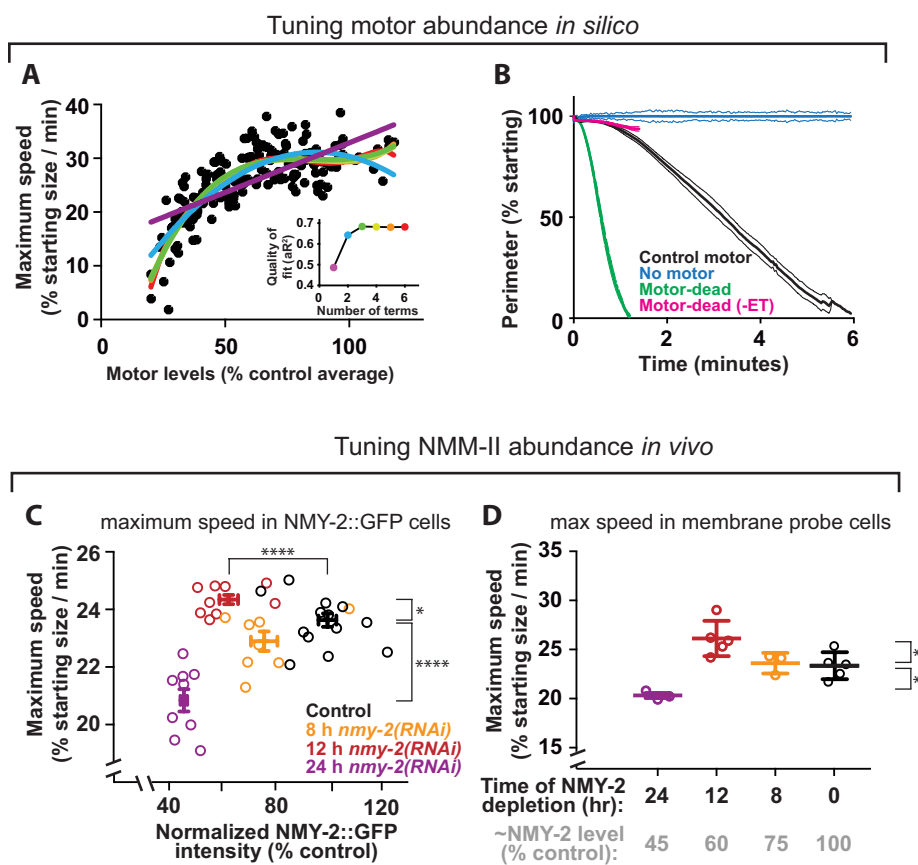 Tuning motor abundance in silico
A
Maximum speed
(% starting size / min)
40
30
20
10
0
0
50
100
Motor levels (% control average)
Quality of
fit (aR²)
0.7
0.6
0.5
0.4
0
2
4
6
Number of terms
B
Perimeter (% starting)
100
50
0
0
2
4
6
Time (minutes)
Control motor
No motor
Motor-dead
Motor-dead (-ET)
Tuning NMM-II abundance in vivo
C
maximum speed in NMY-2::GFP cells
Maximum speed
(% starting size / min)
26
24
22
20
****
*
****
Control
8 h nmy-2(RNAi)
12 h nmy-2(RNAi)
24 h nmy-2(RNAi)
40
80
100
120
Normalized NMY-2::GFP
intensity (% control)
D
max speed in membrane probe cells
Maximum speed
(% starting size / min)
35
30
25
20
15
*
*
Time of NMY-2
depletion (hr):
24
12
8
0
~NMY-2 level
(% control):
45
60
75
100